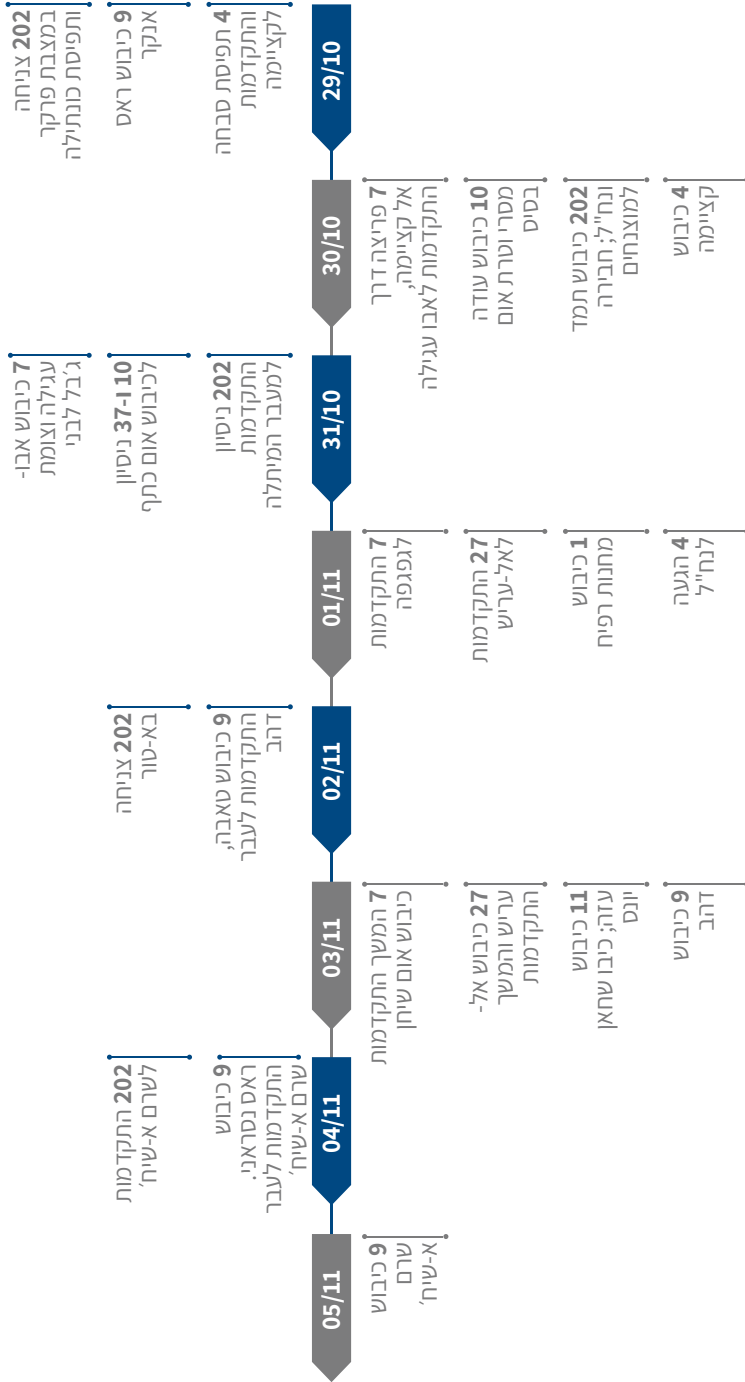 202 צניחה
במצבת פרקר
ותפיסת כונתילה
9 כיבוש ראס
אנקר
4 תפיסת סבחה
והתקדמות
לקציימה
29/10
30/10
7 פריצה דרך
אל קציימה,
התקדמות לאבו עגילה
10 כיבוש עודה
מסרי וטרת אום
בסיס
202 כיבוש תמד
ונח"ל; חבירה
למוצנחים
4 כיבוש
קציימה
7 כיבוש אבו-
עגילה וצומת
ג'בל לבני
10 ו-37 ניסיון
לכיבוש אום כתף
202 ניסיון
התקדמות
למעבר המיתלה
31/10
01/11
7 התקדמות
לגפגפה
27 התקדמות
לאל-עריש
1 כיבוש
מחנות רפיח
4 הגעה
לנח"ל
202 צניחה
בא-טור
9 כיבוש טאבה,
התקדמות לעבר
דהב
02/11
03/11
7 המשך התקדמות
כיבוש אום שיחן
27 כיבוש אל-
עריש והמשך
התקדמות
11 כיבוש
עזה; כיבו שחאן
יונס
9 כיבוש
דהב
202 התקדמות
לשרם א-שיח'
9 כיבוש
ראס נסראני.
התקדמות לעבר
שרם א-שיח'
04/11
05/11
9 כיבוש
שרם
א-שיח'